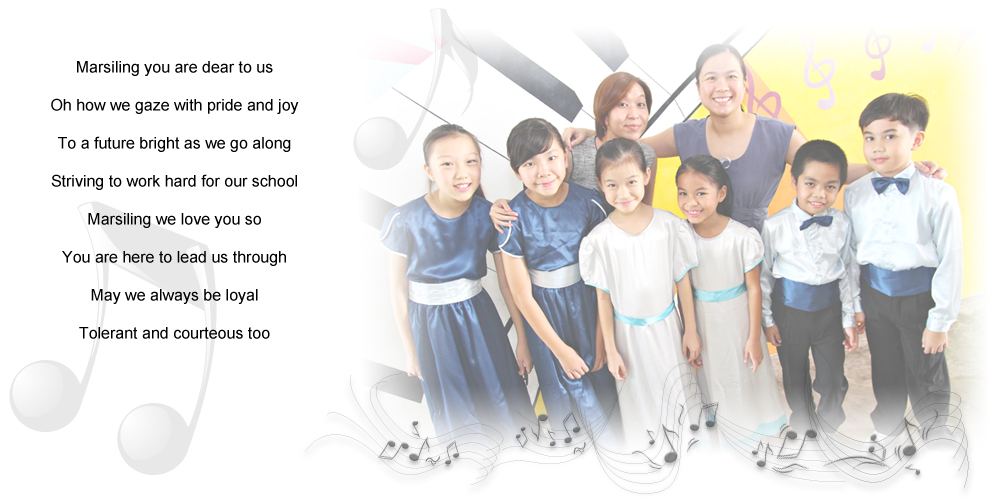 Marsiling you are dear to us
Oh how we gaze with pride and joy
To a future bright as we go along
Striving to work hard for our school
Marsiling we love you so
You are here to lead us through
May we always be loyal
Tolerant and courteous too